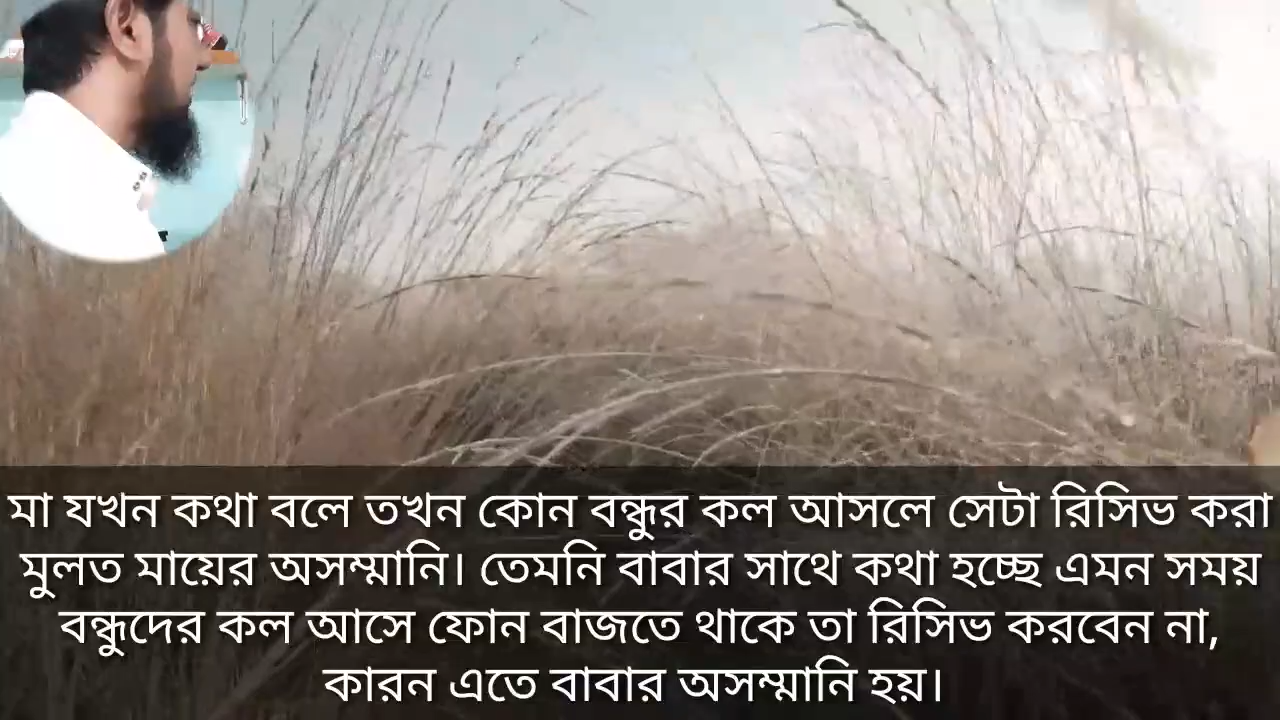 মা যখন কথা বলে তখন কোন বন্ধুর কল আসলে সেটা রিসিভ করা
মুলত মায়ের অসম্মানি। তেমনি বাবার সাথে কথা হচ্ছে এমন সময়
বন্ধুদের কল আসে ফোন বাজতে থাকে তা রিসিভ করবেন না,
কারন এতে বাবার অসম্মানি হয়।